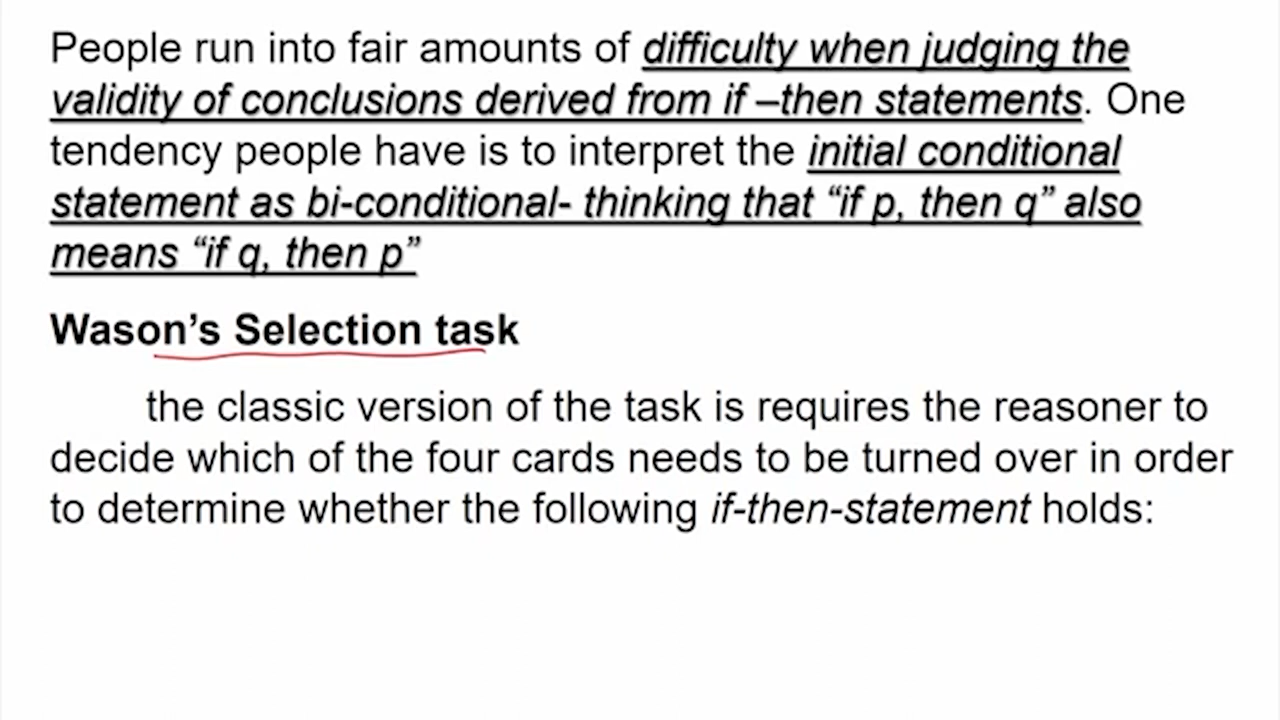 People run into fair amounts of difficulty when judging the
validity of conclusions derived from if –then statements. One
tendency people have is to interpret the initial conditional
statement as bi-conditional- thinking that “if p, then q” also
means “if q, then p”
Wason’s Selection task
the classic version of the task is requires the reasoner to
decide which of the four cards needs to be turned over in order
to determine whether the following if-then-statement holds: